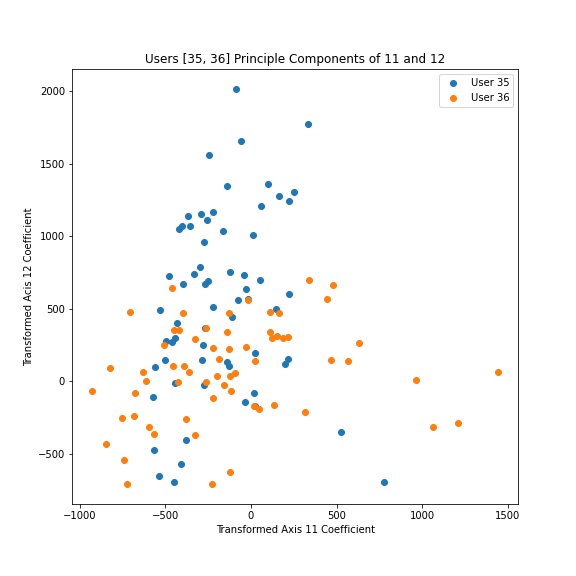 Users [35, 36] Principle Components of 11 and 12
User 35
User 36
2000
1500
1000
500
0
−500
Transformed Acis 12 Coefficient
−1000
−500
0
500
1000
1500
Transformed Axis 11 Coefficient